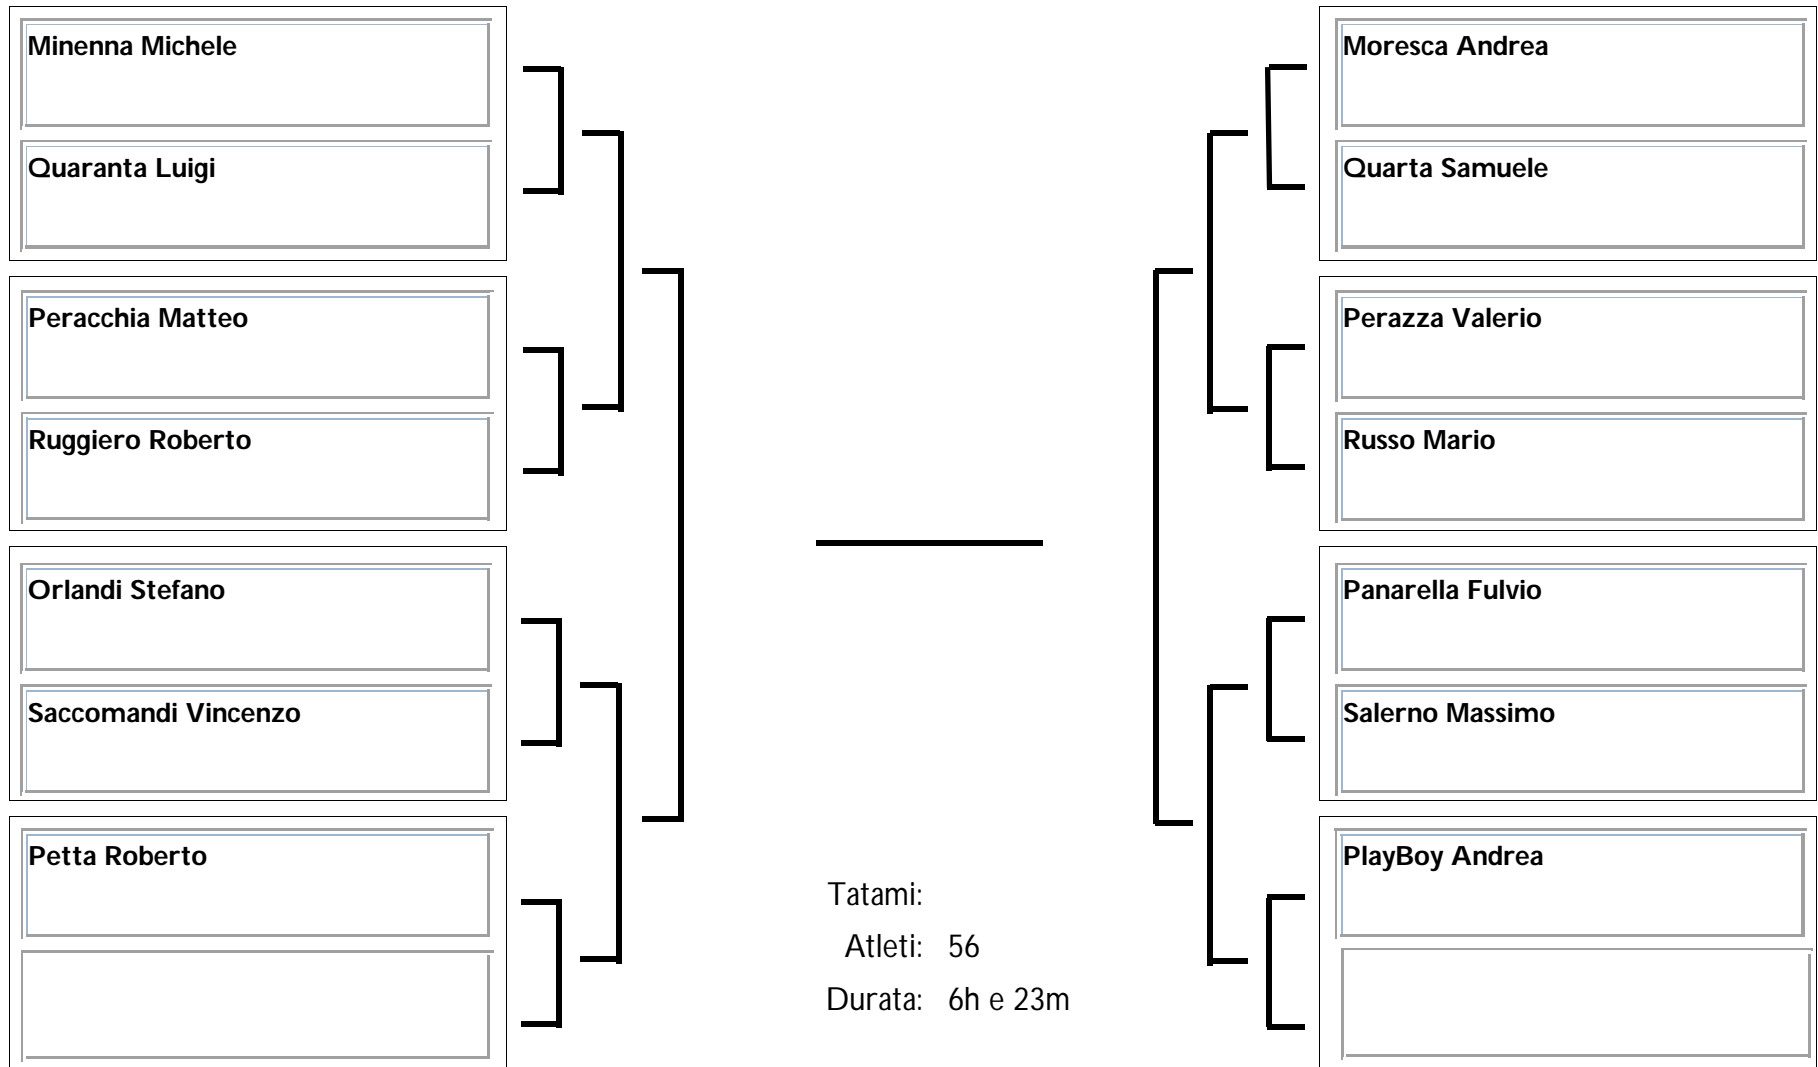 Minenna Michele
Quaranta Luigi
Peracchia Matteo
Ruggiero Roberto
Orlandi Stefano
Saccomandi Vincenzo
Petta Roberto
Tatami:
Atleti: 56
Durata: 6h e 23m
Moresca Andrea
Quarta Samuele
Perazza Valerio
Russo Mario
Panarella Fulvio
Salerno Massimo
PlayBoy Andrea